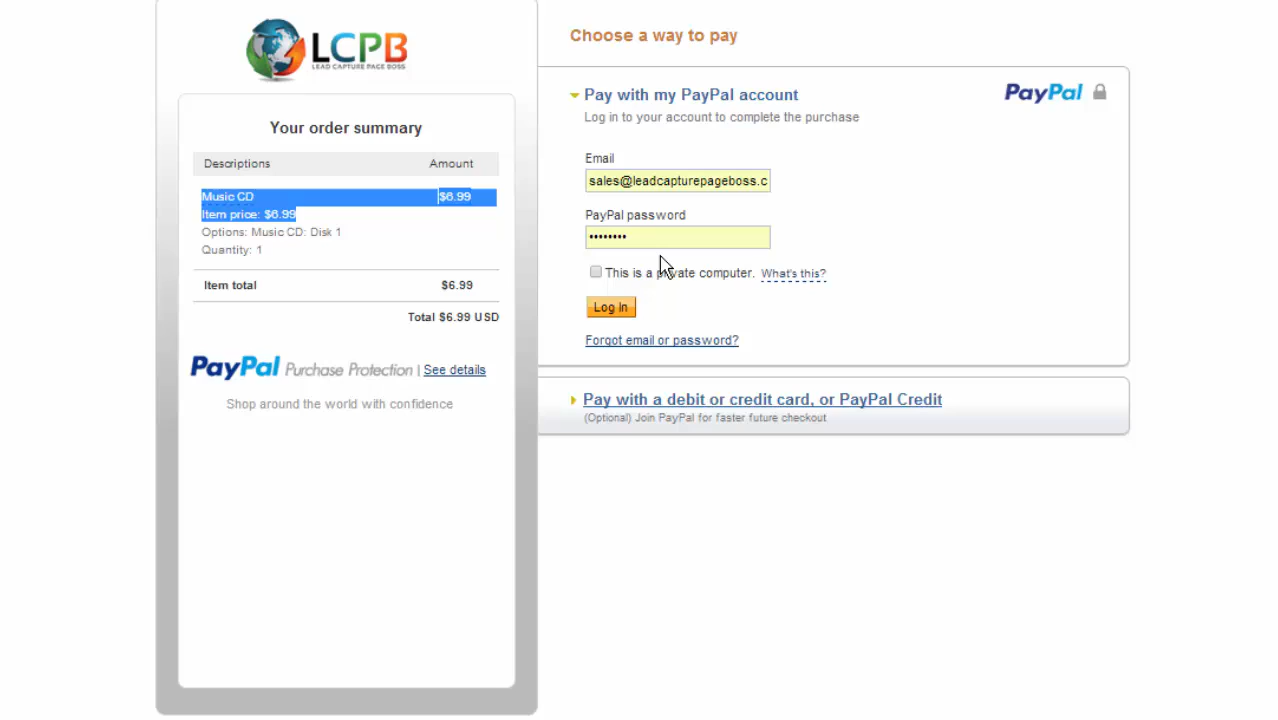 LCPB
LEAD CAPTURE PAGE BOSS
Your order summary
Descriptions Amount
Music CD $6.99
Item price: $6.99
Options: Music CD: Disk 1
Quantity: 1
Item total $6.99
Total $6.99 USD
PayPal Purchase Protection | See details
Shop around the world with confidence
Choose a way to pay
Pay with my PayPal account PayPal
Log in to your account to complete the purchase
Email
sales@leadcapturepageboss.c
PayPal password
••••••••
This is a private computer. What's this?
Log In
Forgot email or password?
Pay with a debit or credit card, or PayPal Credit
(Optional) Join PayPal for faster future checkout